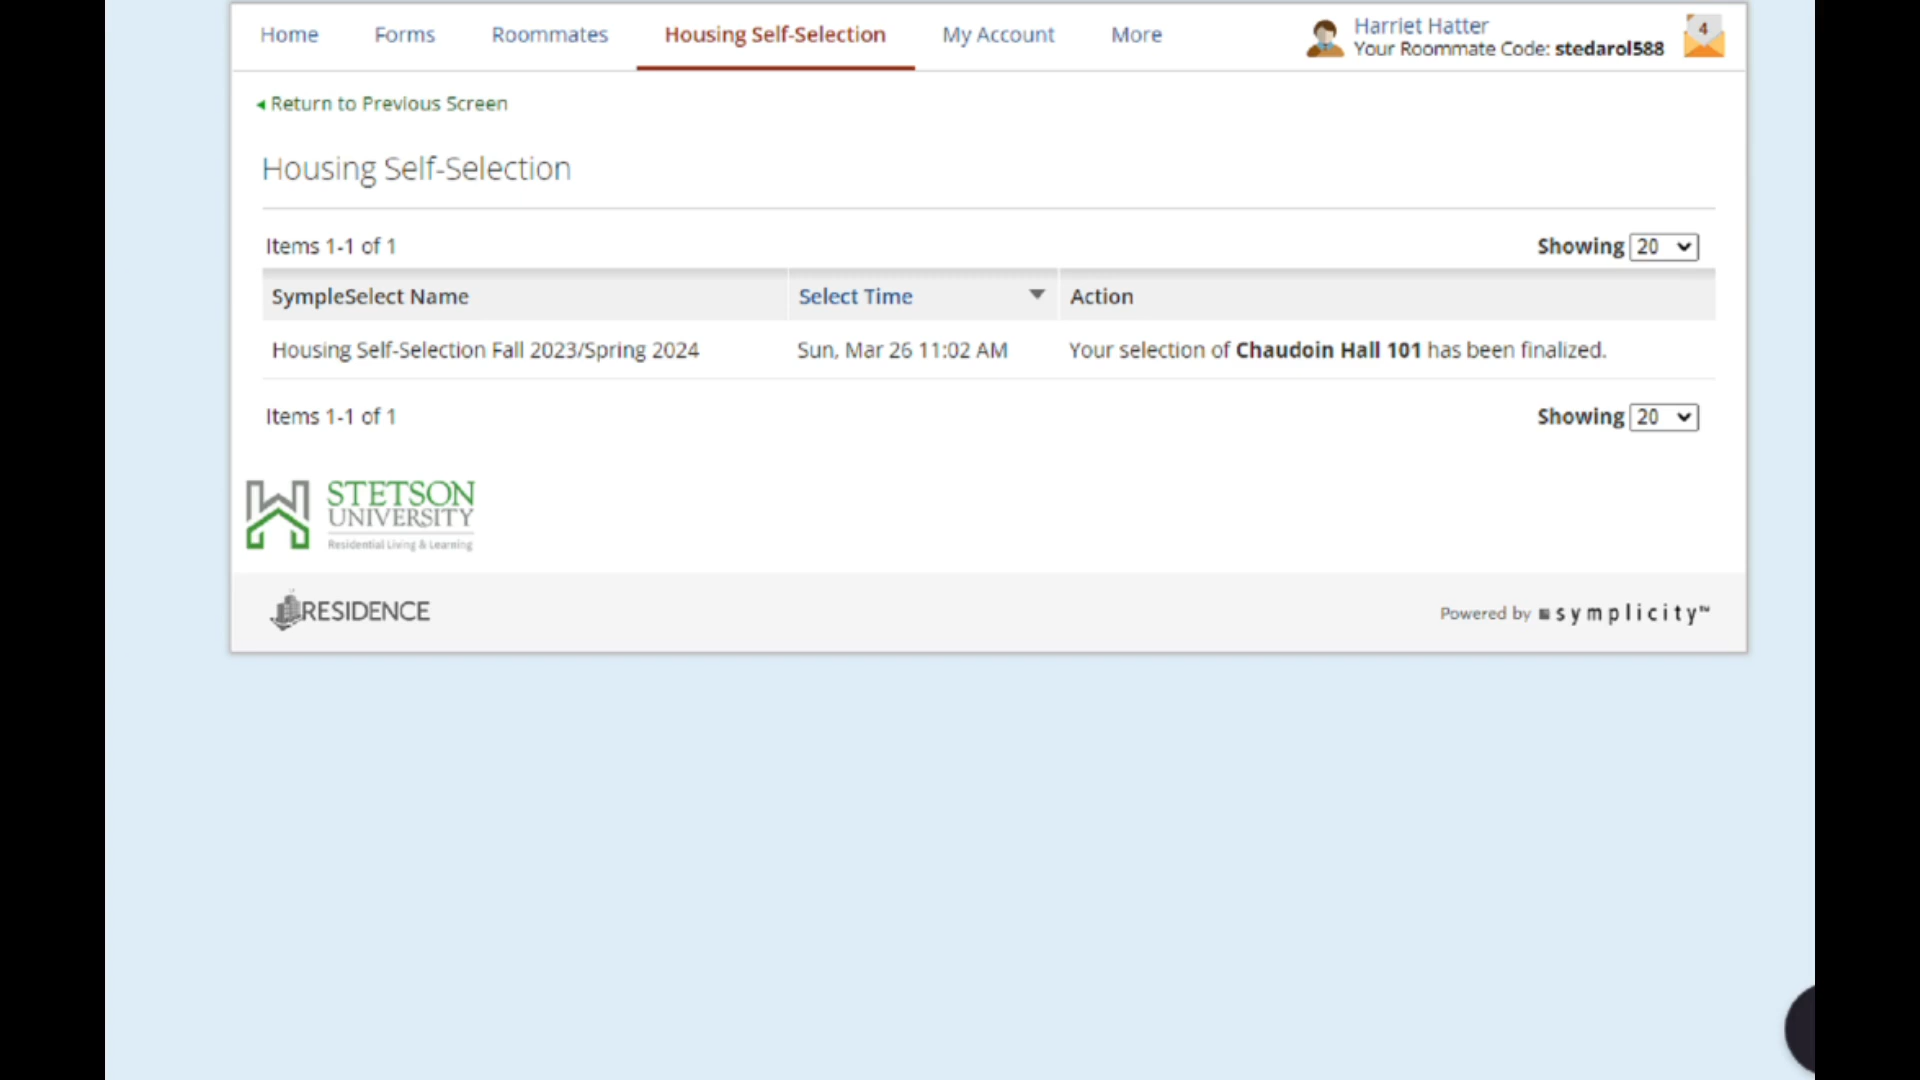 Home Forms Roommates Housing Self-Selection My Account More Harriet Hatter 4
Your Roommate Code: stedarol588
Return to Previous Screen
Housing Self-Selection
Items 1-1 of 1 Showing 20
SympleSelect Name Select Time Action
Housing Self-Selection Fall 2023/Spring 2024 Sun, Mar 26 11:02 AM Your selection of Chaudoin Hall 101 has been finalized.
Items 1-1 of 1 Showing 20
STETSON
UNIVERSITY
Residential Living & Learning
RESIDENCE Powered by symplicity™